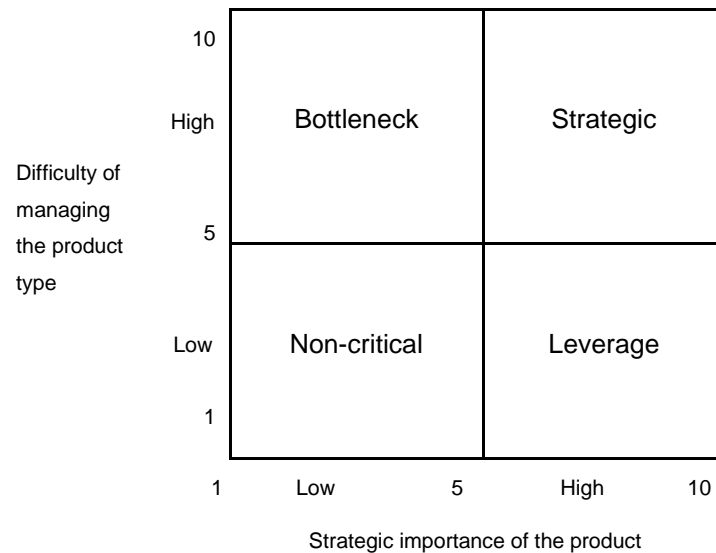 10
High
Bottleneck
Strategic
Difficulty of
managing
the product
type
5
Low
Non-critical
Leverage
1
1 Low 5 High 10
Strategic importance of the product